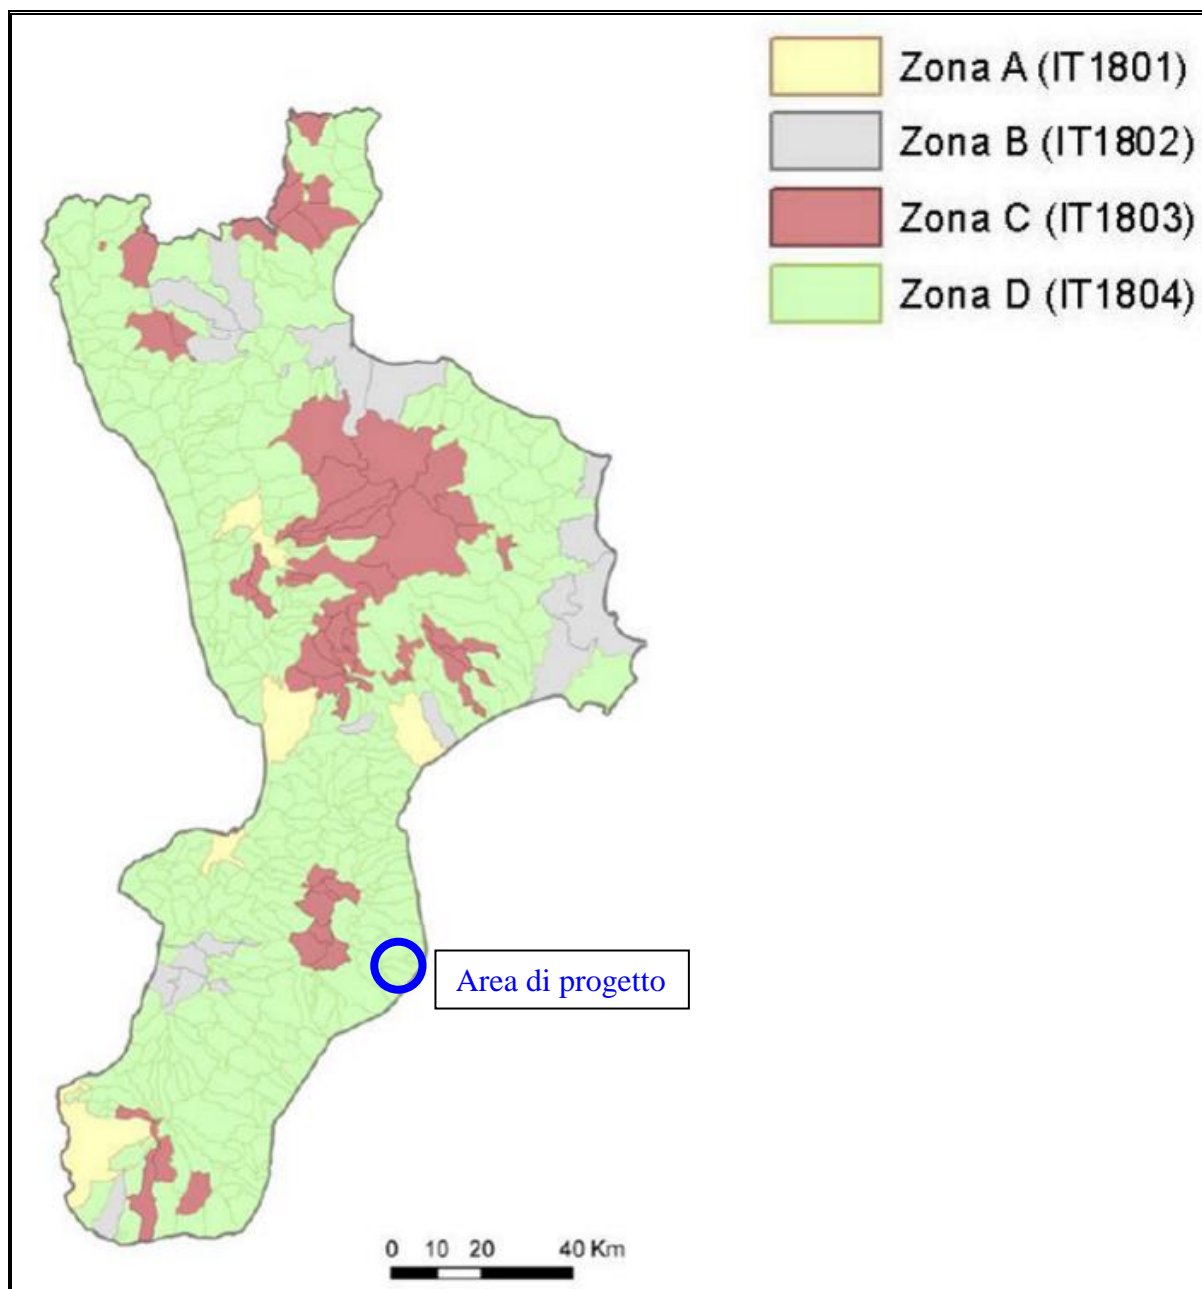 Zona A (IT1801)
Zona B (IT1802)
Zona C (IT1803)
Zona D (IT1804)
Area di progetto
0 10 20 40 Km